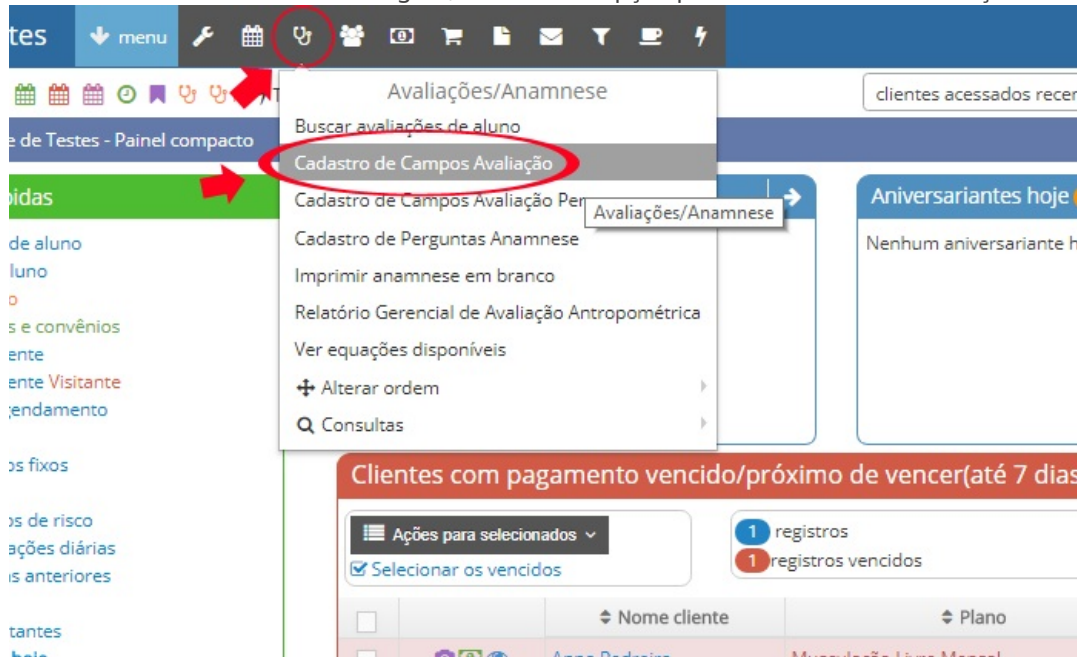 tes menu
clientes acessados recen
e de Testes - Painel compacto
Avaliações/Anamnese
Buscar avaliações de aluno
Cadastro de Campos Avaliação
Cadastro de Campos Avaliação Per
Avaliações/Anamnese
Cadastro de Perguntas Anamnese
Imprimir anamnese em branco
Relatório Gerencial de Avaliação Antropométrica
Ver equações disponíveis
Alterar ordem
Consultas
pidas
de aluno
luno
o
s e convênios
ente
ente Visitante
gendamento
os fixos
os de risco
ações diárias
as anteriores
tantes
Aniversariantes hoje
Nenhum aniversariante h
Clientes com pagamento vencido/próximo de vencer(até 7 dias
Ações para selecionados
Selecionar os vencidos
1 registros
1 registros vencidos
Nome cliente
Plano